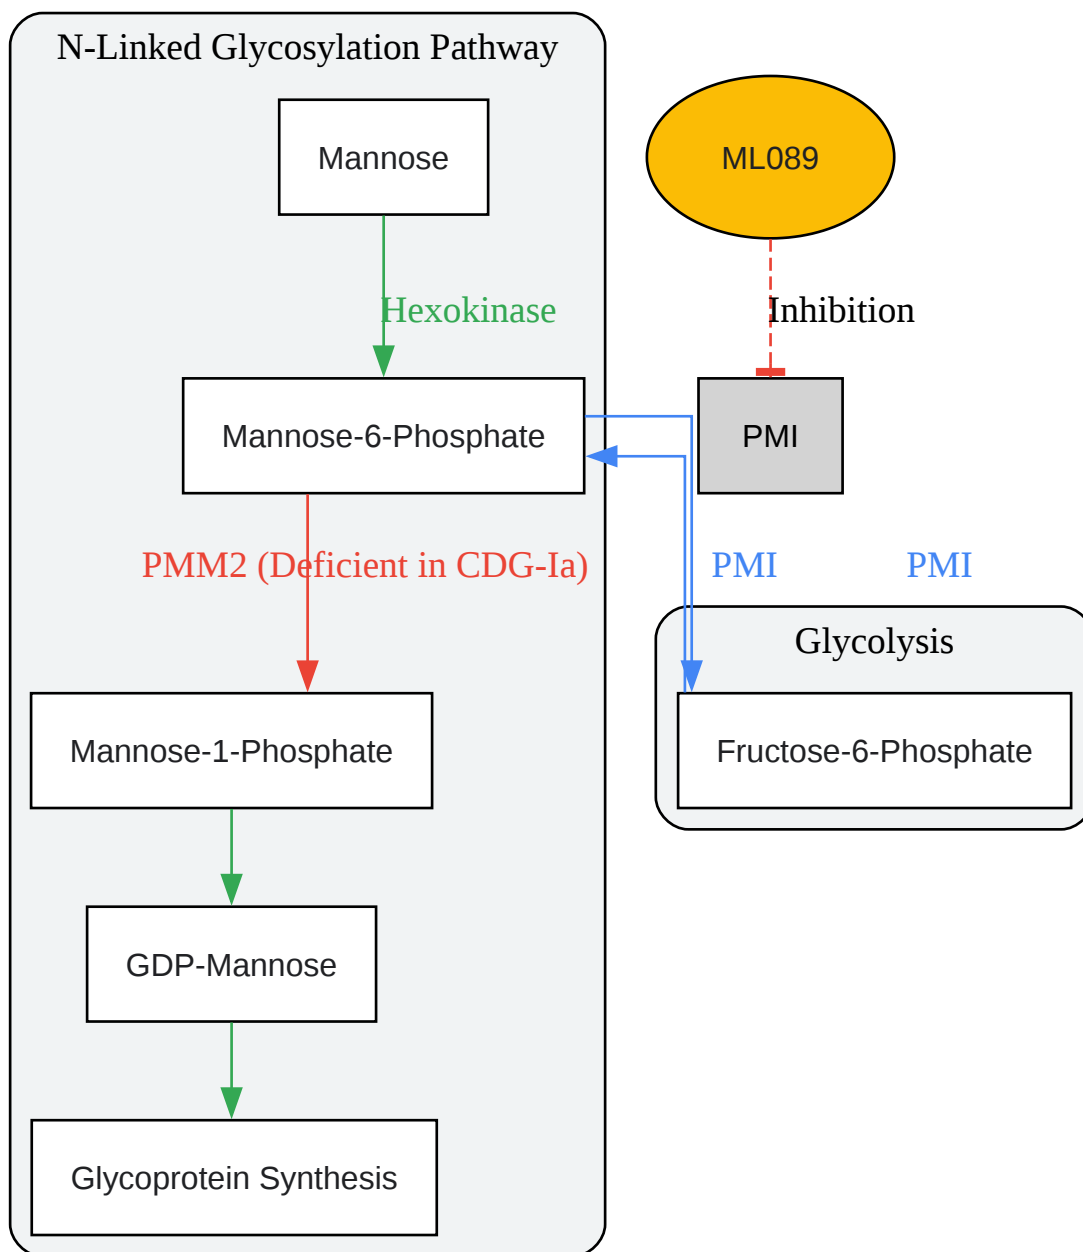 N-Linked Glycosylation Pathway
Mannose
ML089
Hexokinase
Inhibition
Mannose-6-Phosphate
PMI
PMM2 (Deficient in CDG-Ia)
PMI
PMI
Glycolysis
Mannose-1-Phosphate
Fructose-6-Phosphate
GDP-Mannose
Glycoprotein Synthesis